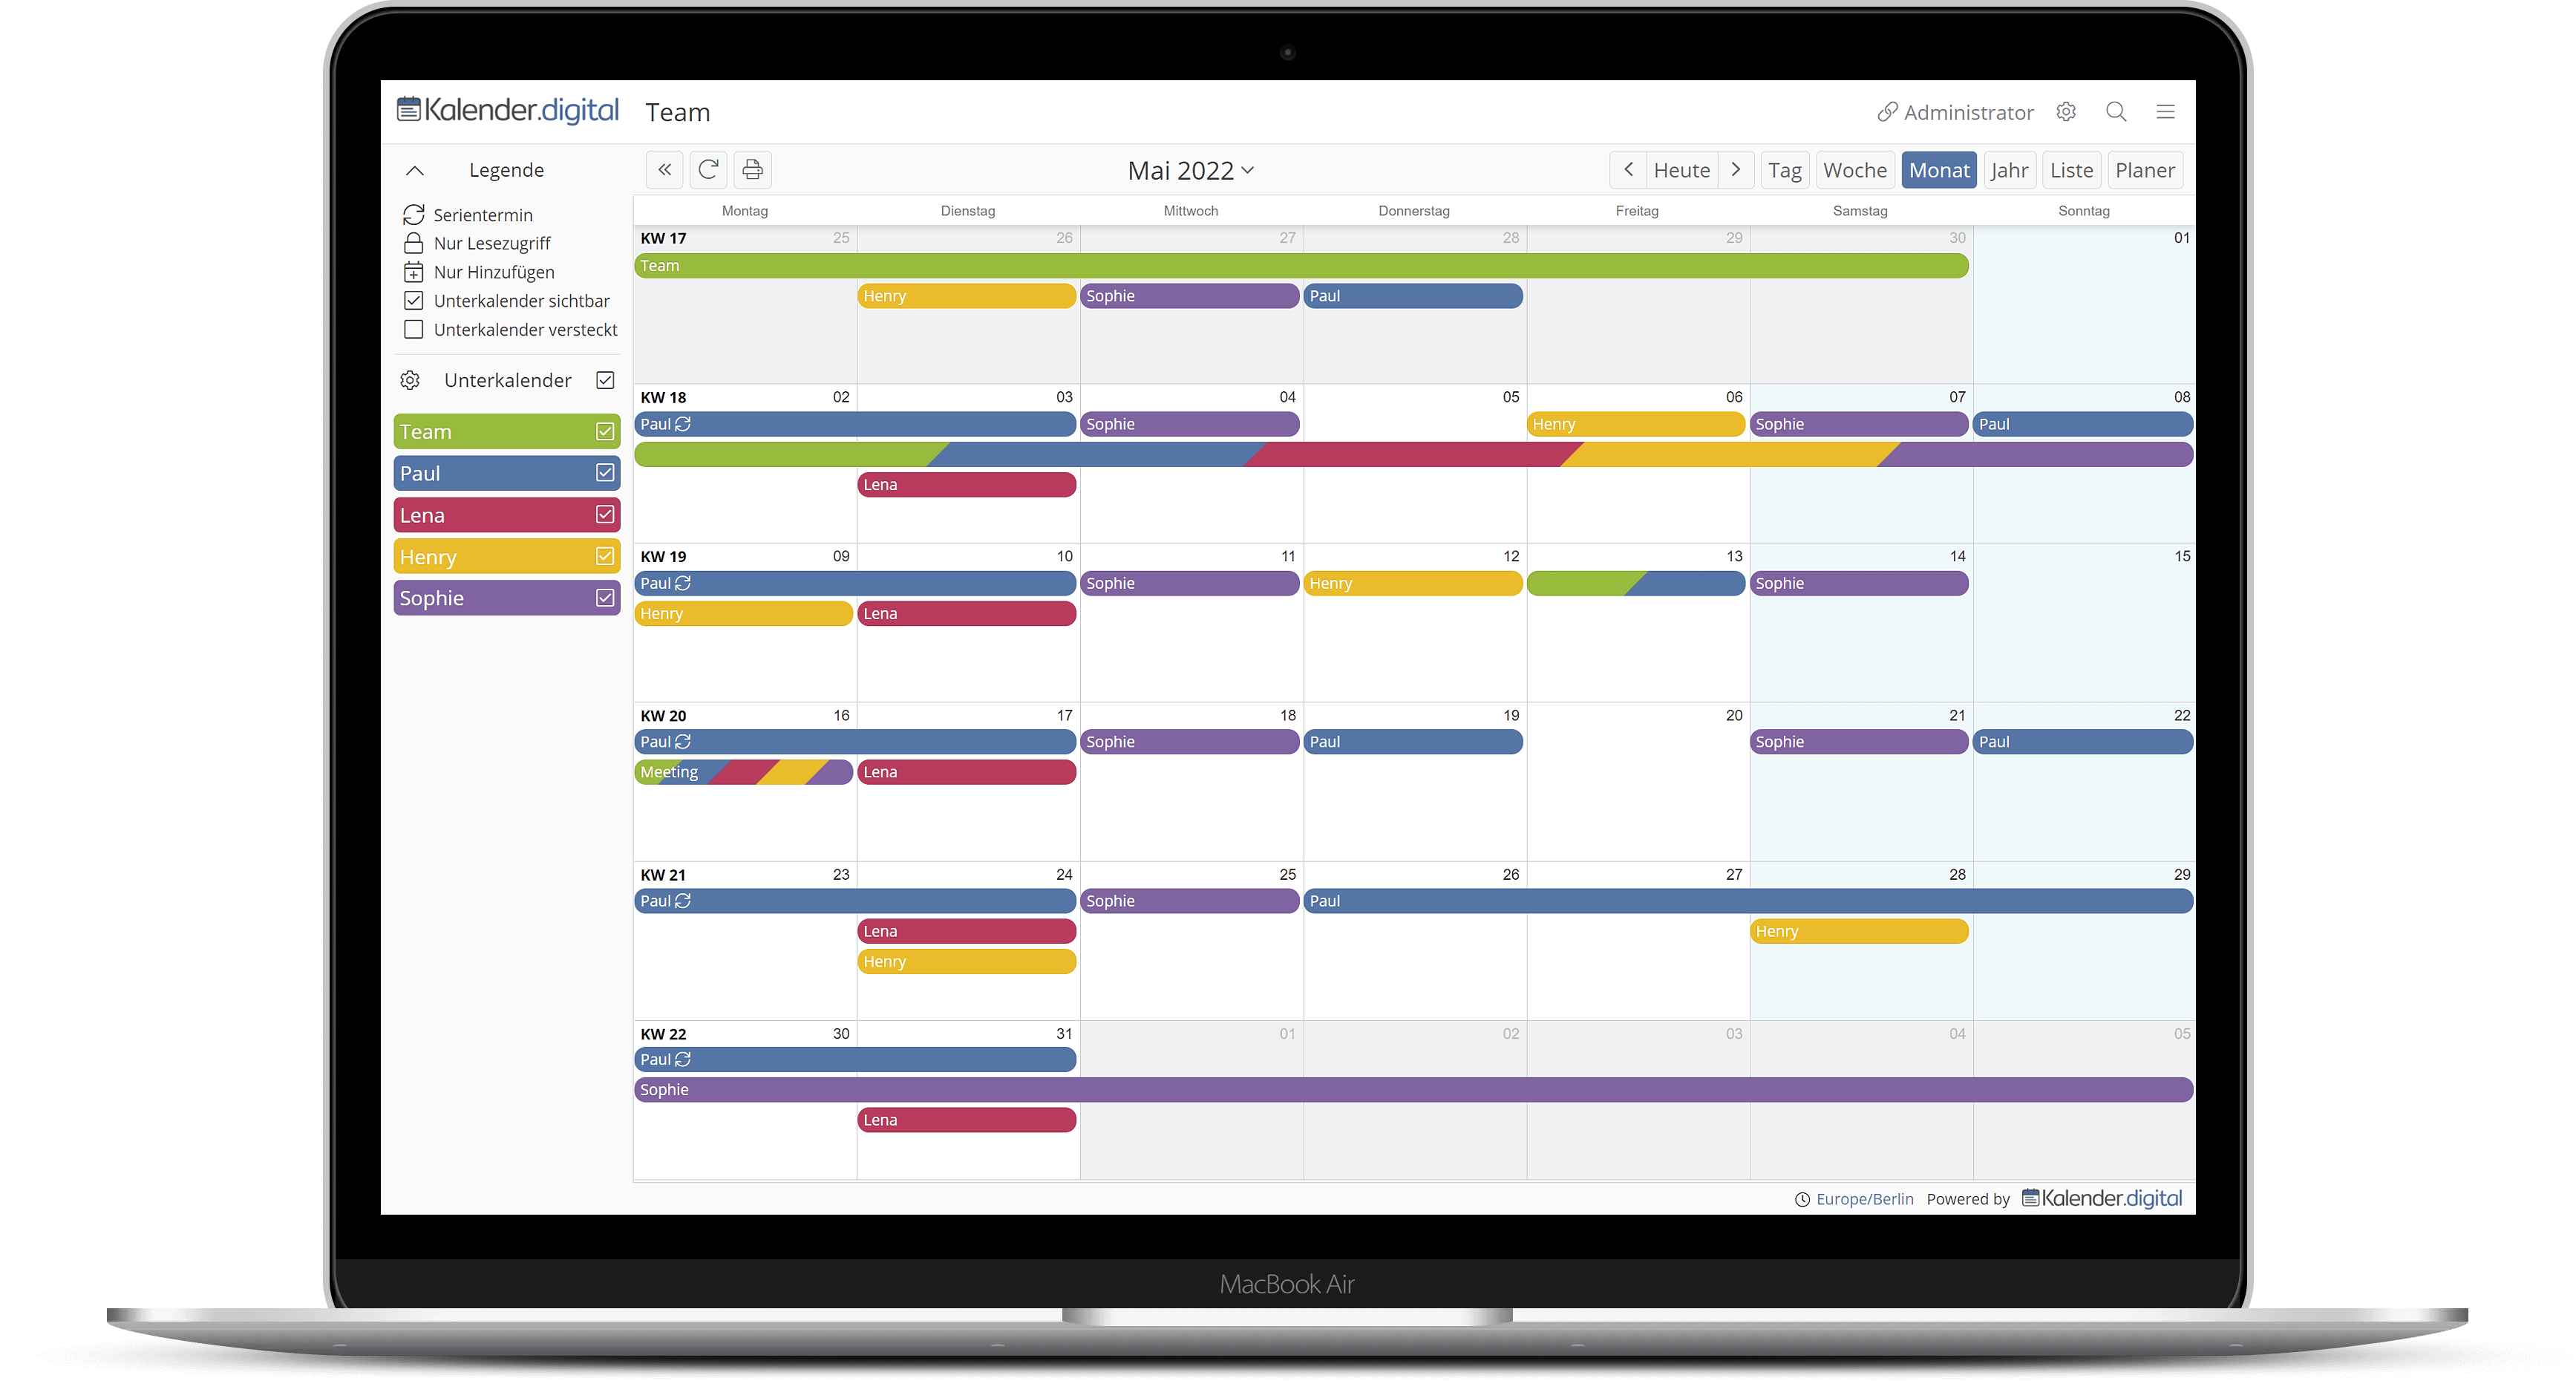 Kalender.digital Team Administrator
Legende Mai 2022 Heute Tag Woche Monat Jahr Liste Planer
Serientermin
Nur Lesezugriff
Nur Hinzufügen
Unterkalender sichtbar
Unterkalender versteckt
Unterkalender
Team
Paul
Lena
Henry
Sophie
Montag Dienstag Mittwoch Donnerstag Freitag Samstag Sonntag
KW 17 25 26 27 28 29 30 01
Team
Henry Sophie Paul
KW 18 02 03 04 05 06 07 08
Paul Sophie Henry Sophie Paul
Lena
KW 19 09 10 11 12 13 14 15
Paul Sophie Henry Sophie
Henry Lena
KW 20 16 17 18 19 20 21 22
Paul Sophie Paul Sophie Paul
Meeting Lena
KW 21 23 24 25 26 27 28 29
Paul Sophie Paul
Lena Henry
Henry
KW 22 30 31 01 02 03 04 05
Paul
Sophie
Lena
Europe/Berlin Powered by Kalender.digital
MacBook Air